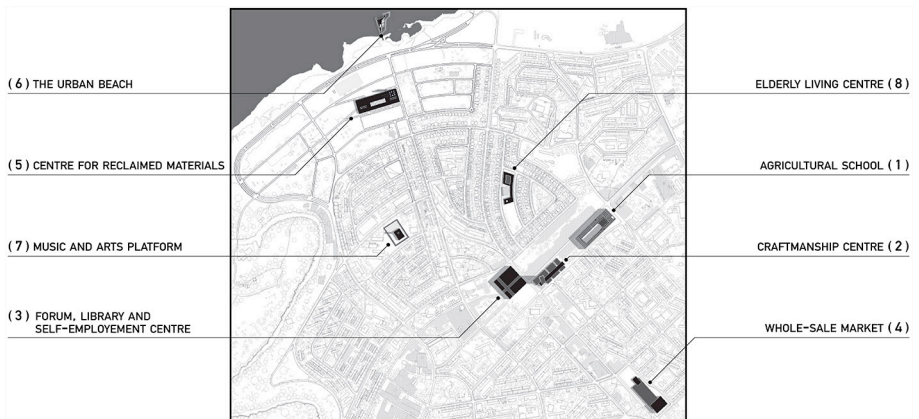 (6) THE URBAN BEACH
(5) CENTRE FOR RECLAIMED MATERIALS
(7) MUSIC AND ARTS PLATFORM
(3) FORUM, LIBRARY AND
SELF-EMPLOYEMENT CENTRE
ELDERLY LIVING CENTRE (8)
AGRICULTURAL SCHOOL (1)
CRAFTMANSHIP CENTRE (2)
WHOLE-SALE MARKET (4)